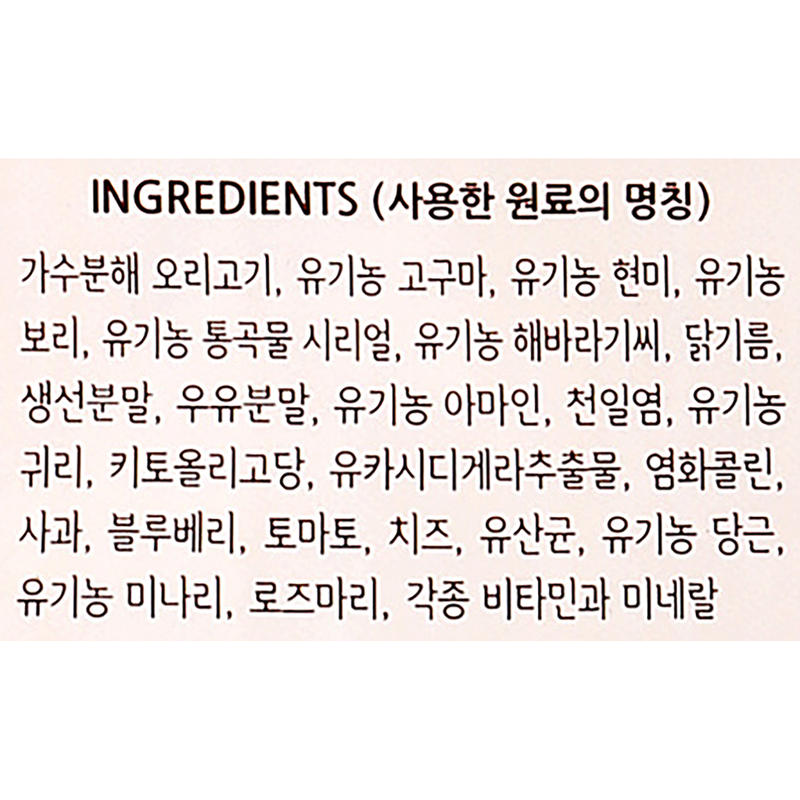 INGREDIENTS (사용한 원료의 명칭)
가수분해 오리고기, 유기농 고구마, 유기농 현미, 유기농
보리, 유기농 통곡물 시리얼, 유기농 해바라기씨, 닭기름,
생선분말, 우유분말, 유기농 아마인, 천일염, 유기농
귀리, 키토올리고당, 유카시디게라추출물, 염화콜린,
사과, 블루베리, 토마토, 치즈, 유산균, 유기농 당근,
유기농 미나리, 로즈마리, 각종 비타민과 미네랄